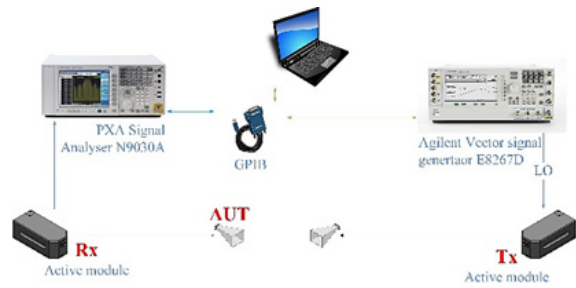 PXA Signal
Analyser N9030A
GPIB
Agilent Vector signal
genertaor E8267D
LO
AUT
Rx
Active module
Tx
Active module